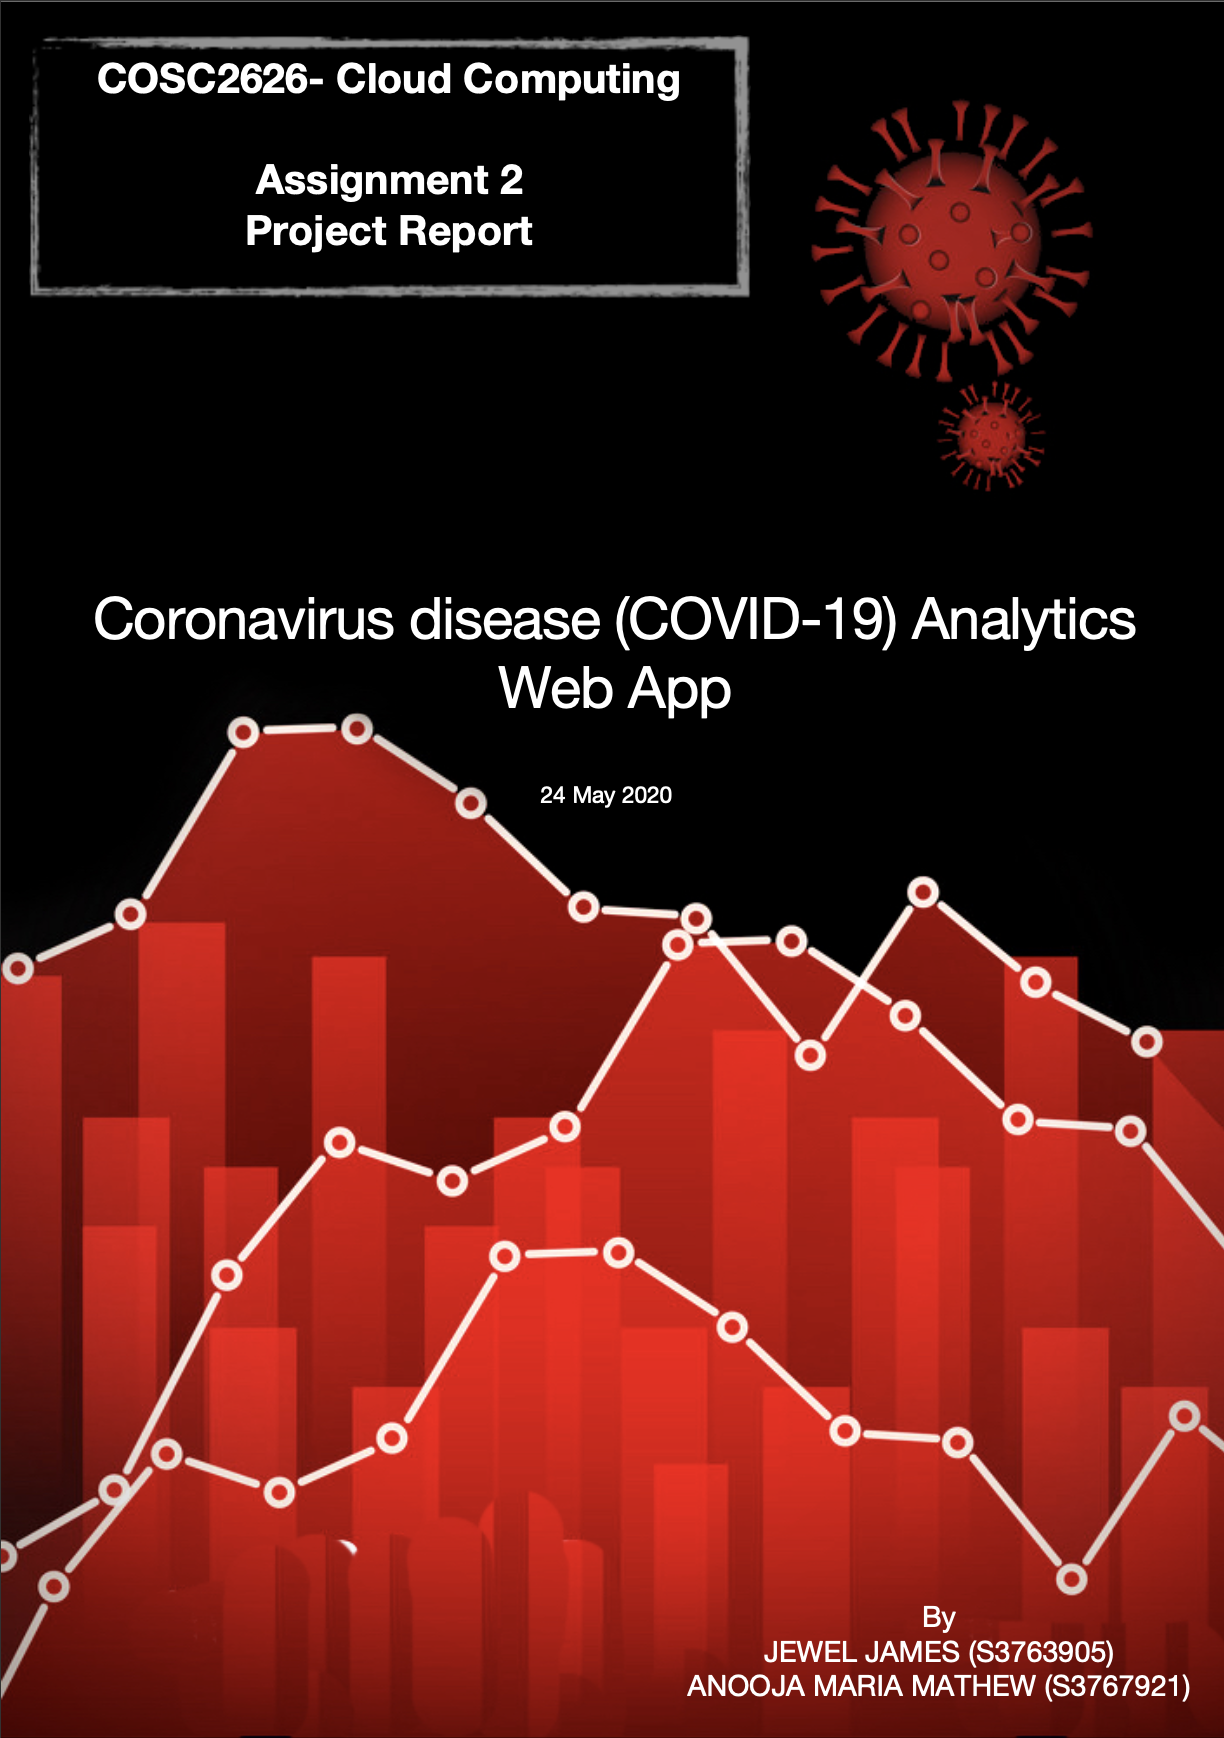 COSC2626- Cloud Computing
Assignment 2
Project Report
Coronavirus disease (COVID-19) Analytics
Web App
24 May 2020
By
JEWEL JAMES (S3763905)
ANOOJA MARIA MATHEW (S3767921)